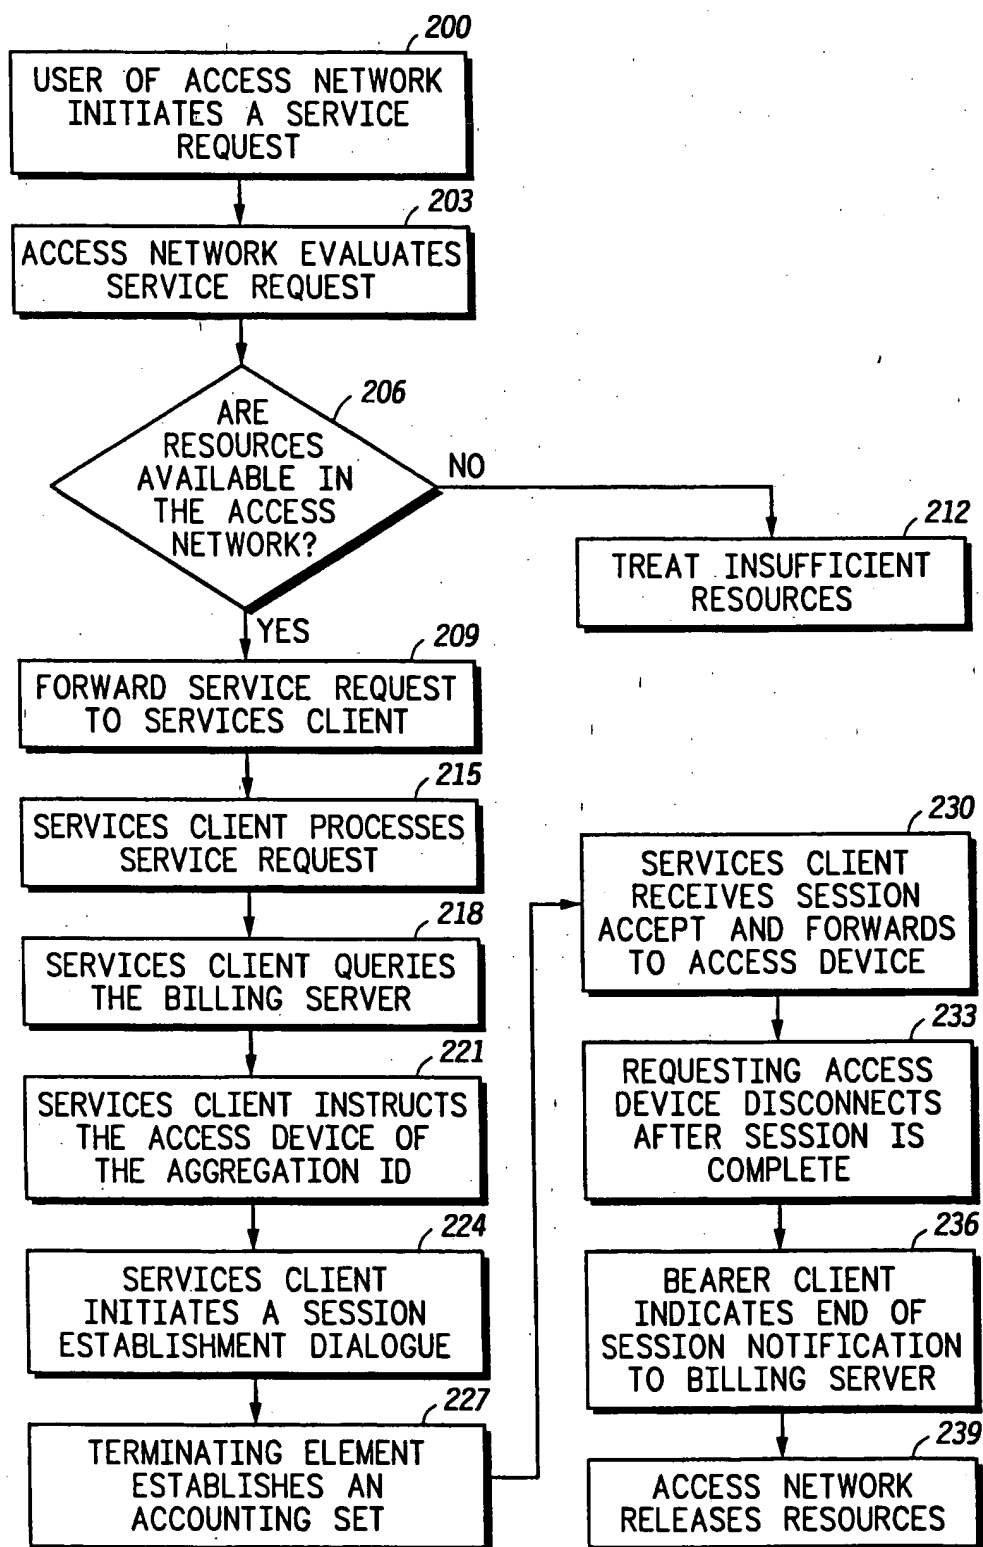 200
USER OF ACCESS NETWORK
INITIATES A SERVICE
REQUEST
203
ACCESS NETWORK EVALUATES
SERVICE REQUEST
206
ARE
RESOURCES
AVAILABLE IN
THE ACCESS
NETWORK?
NO
212
TREAT INSUFFICIENT
RESOURCES
YES
209
FORWARD SERVICE REQUEST
TO SERVICES CLIENT
215
SERVICES CLIENT PROCESSES
SERVICE REQUEST
218
SERVICES CLIENT QUERIES
THE BILLING SERVER
221
SERVICES CLIENT INSTRUCTS
THE ACCESS DEVICE OF
THE AGGREGATION ID
224
SERVICES CLIENT
INITIATES A SESSION
ESTABLISHMENT DIALOGUE
227
TERMINATING ELEMENT
ESTABLISHES AN
ACCOUNTING SET
230
SERVICES CLIENT
RECEIVES SESSION
ACCEPT AND FORWARDS
TO ACCESS DEVICE
233
REQUESTING ACCESS
DEVICE DISCONNECTS
AFTER SESSION IS
COMPLETE
236
BEARER CLIENT
INDICATES END OF
SESSION NOTIFICATION
TO BILLING SERVER
239
ACCESS NETWORK
RELEASES RESOURCES